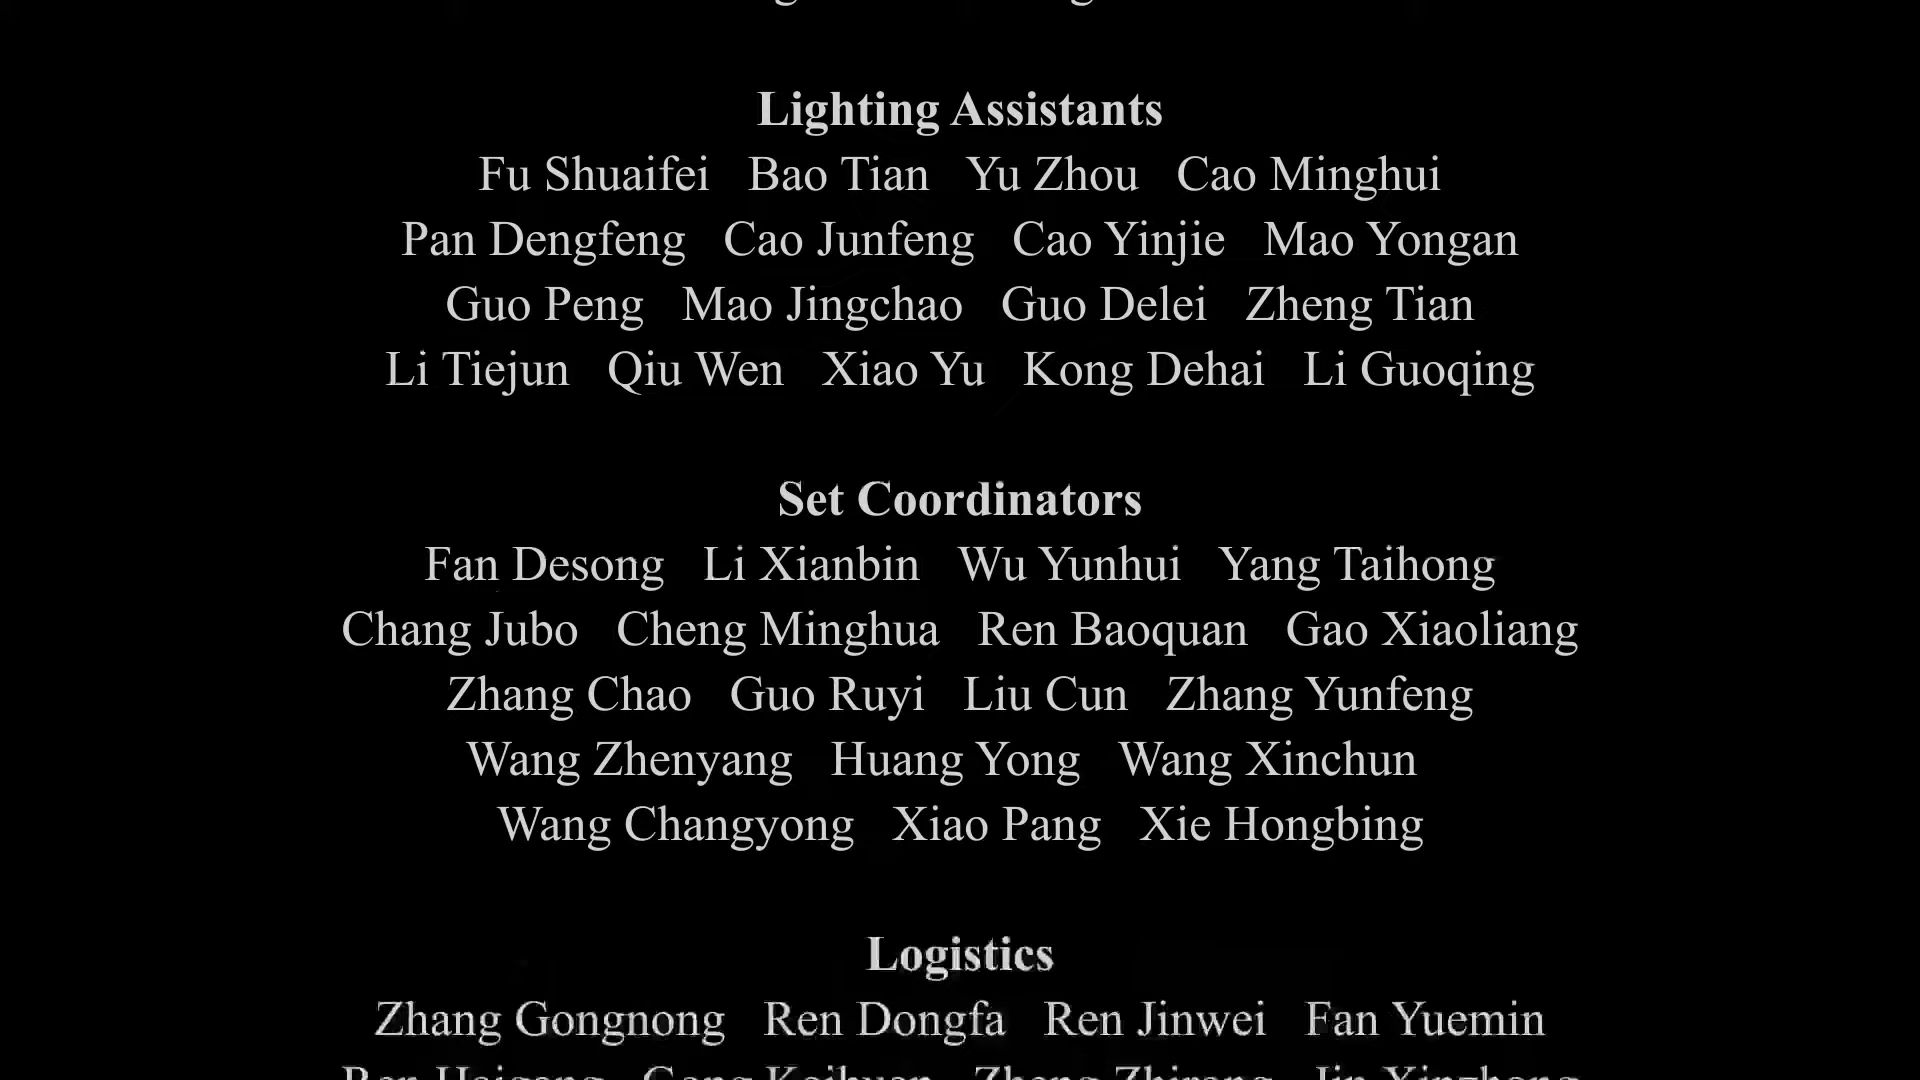 Lighting Assistants
Fu Shuaifei Bao Tian Yu Zhou Cao Minghui
Pan Dengfeng Cao Junfeng Cao Yinjie Mao Yongan
Guo Peng Mao Jingchao Guo Delei Zheng Tian
Li Tiejun Qiu Wen Xiao Yu Kong Dehai Li Guoqing
Set Coordinators
Fan Desong Li Xianbin Wu Yunhui Yang Taihong
Chang Jubo Cheng Minghua Ren Baoquan Gao Xiaoliang
Zhang Chao Guo Ruyi Liu Cun Zhang Yunfeng
Wang Zhenyang Huang Yong Wang Xinchun
Wang Changyong Xiao Pang Xie Hongbing
Logistics
Zhang Gongnong Ren Dongfa Ren Jinwei Fan Yuemin